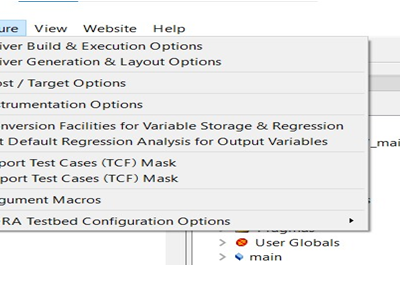 ure View Website Help
iver Build & Execution Options
iver Generation & Layout Options
ost / Target Options
strumentation Options
nversion Facilities for Variable Storage & Regression
t Default Regression Analysis for Output Variables
_mai
port Test Cases (TCF) Mask
port Test Cases (TCF) Mask
gument Macros
RA Testbed Configuration Options
User Globals
main